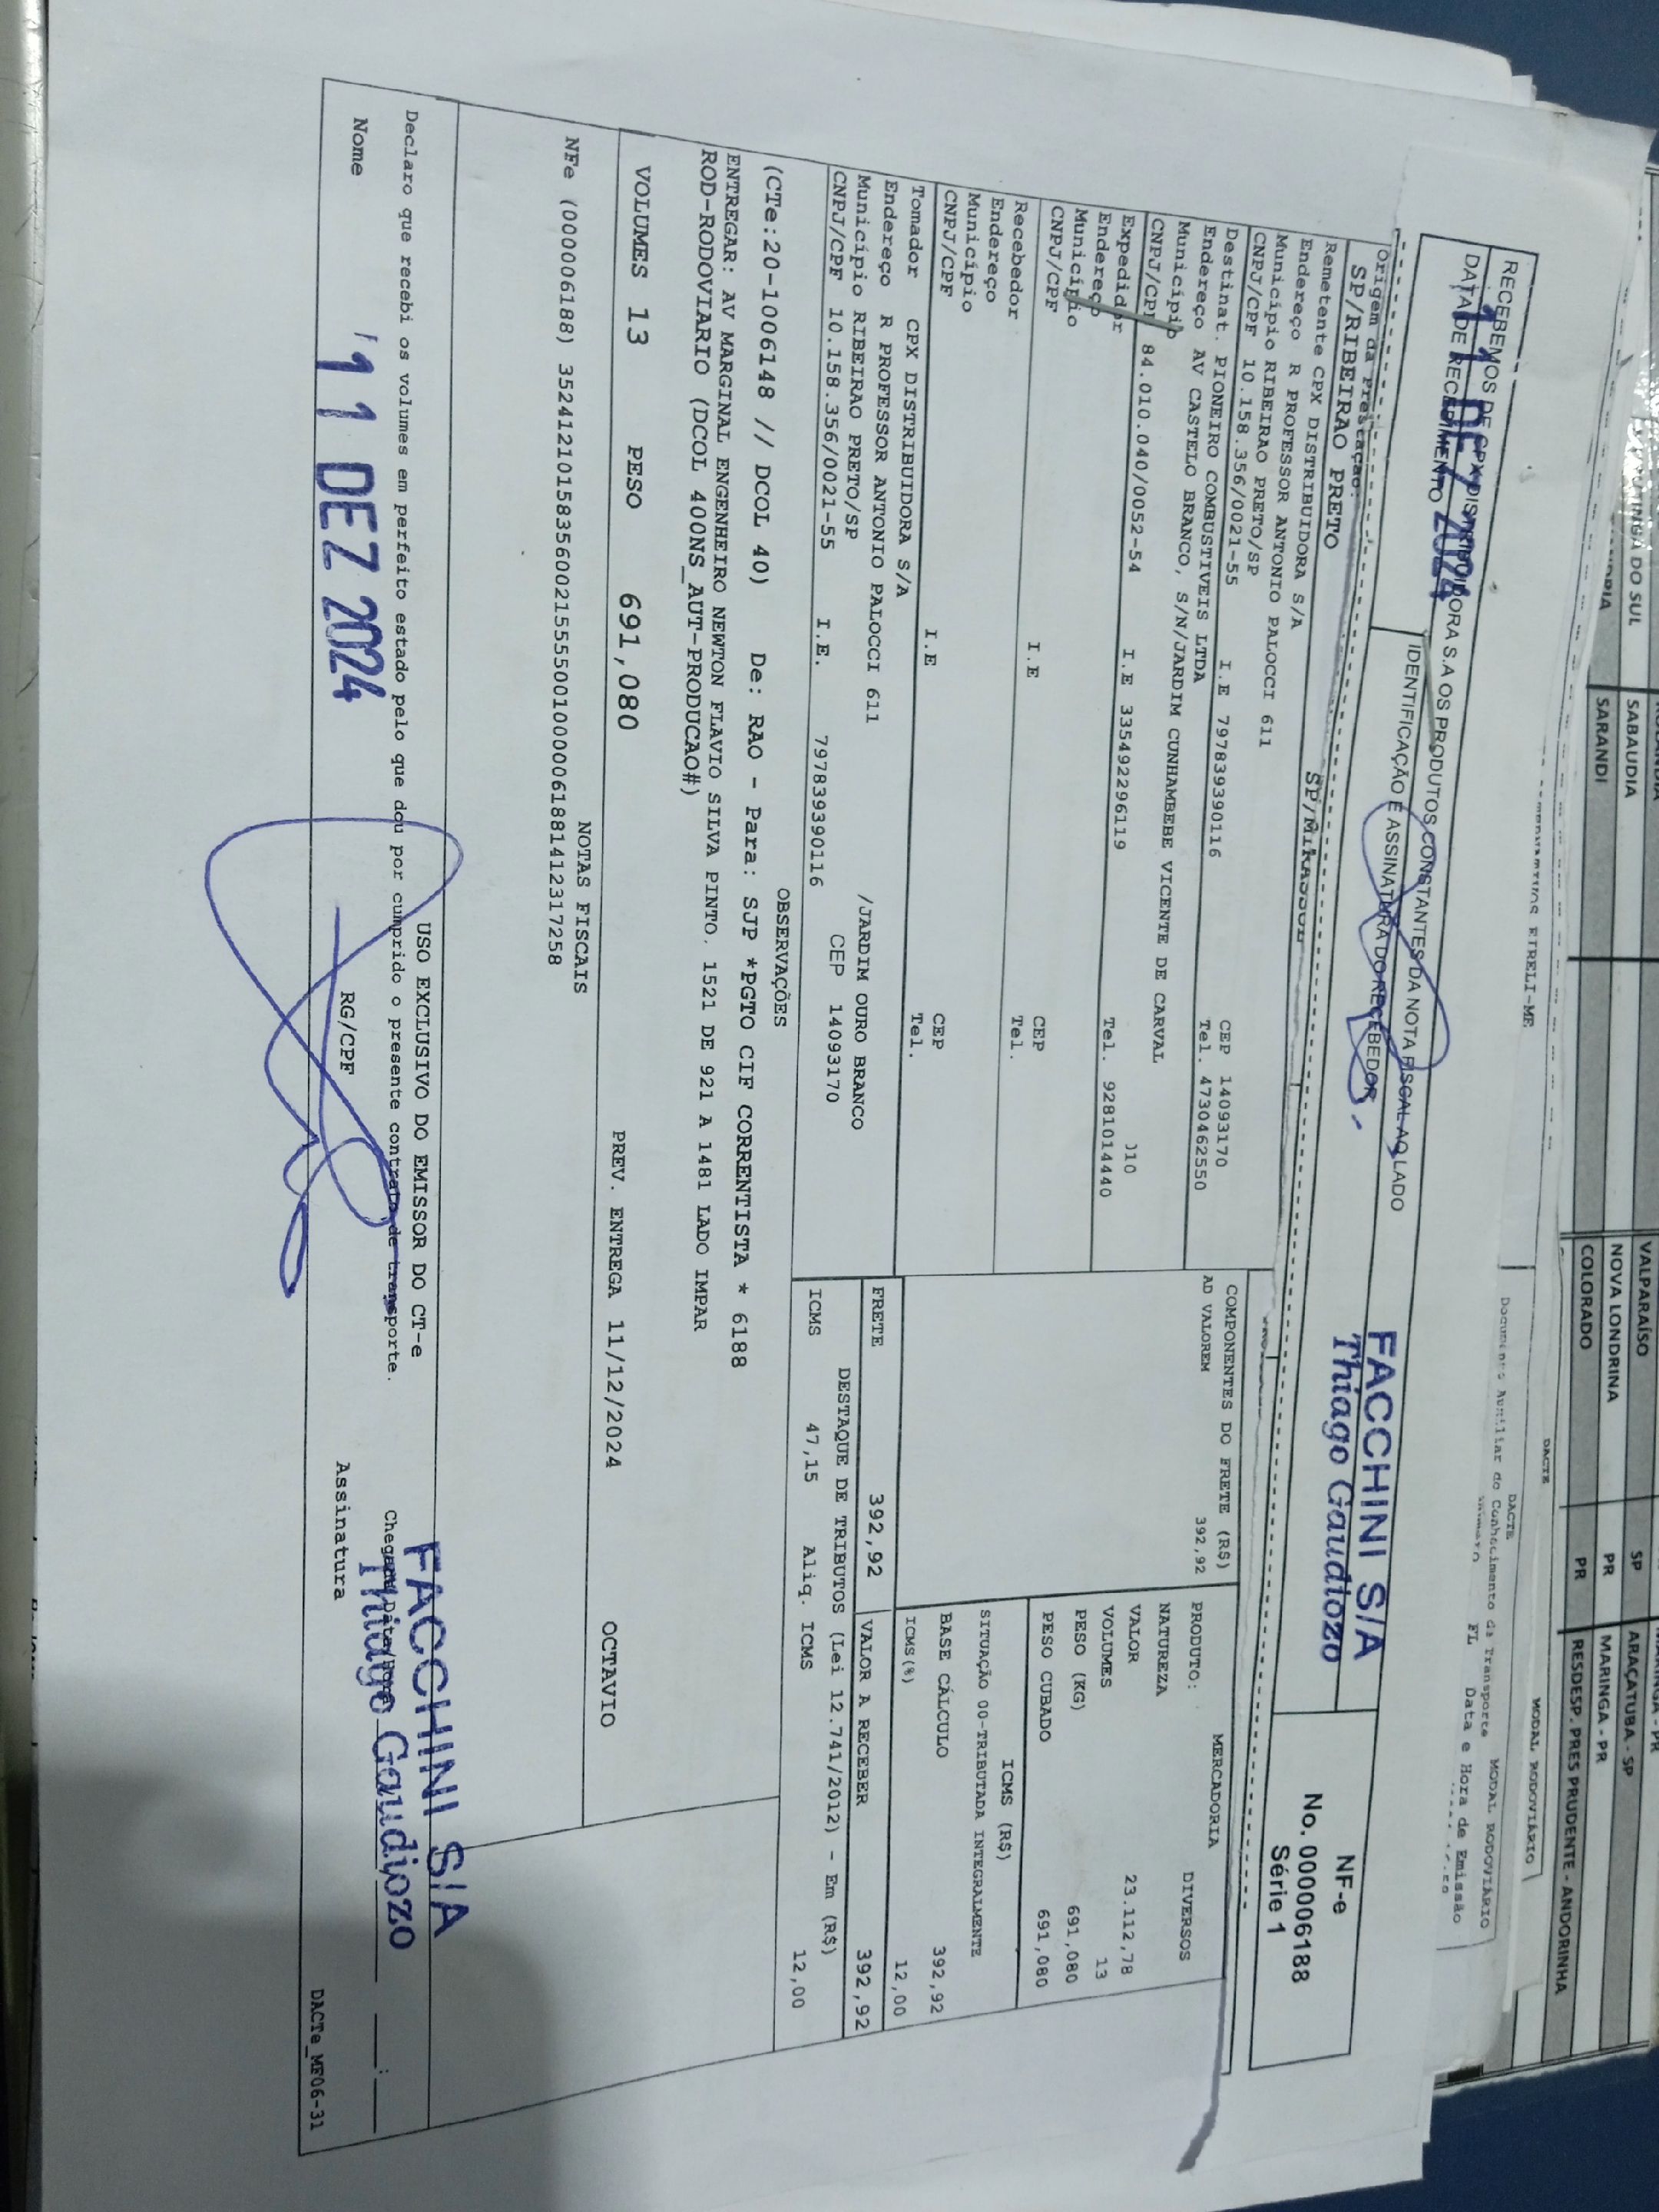 SABAUDIA
SARANDI
VALPARAÍSO
NOVA LONDRINA
COLORADO
SP
PR
PR
ARAÇATUBA - SP
MARINGA - PR
RESDESP. PRES PRUDENTE - ANDORINHA
EIRELI-ME
DACTE
MODAL RODOVIÁRIO
DACTE
Documento Auxiliar do Conhecimento de Transporte
MODAL RODOVIÁRIO
FL
Data e Hora de Emissão
RECEBEMOS DE CPX DISTRIBUIDORA S.A OS PRODUTOS CONSTANTES DA NOTA FISCAL AO LADO
DATA DE RECEBIMENTO
IDENTIFICAÇÃO E ASSINATURA DO RECEBEDOR
11 DEZ 2024
FACCHINI S/A
Thiago Gaudiozo
NF-e
No. 000006188
Série 1
Origem da Prestação:
SP/RIBEIRAO PRETO
Remetente CPX DISTRIBUIDORA S/A
Endereço R PROFESSOR ANTONIO PALOCCI 611
Município RIBEIRAO PRETO/SP
CEP 14093170
CNPJ/CPF 10.158.356/0021-55 I.E 797839390116 Tel. 4730462550
Destinat. PIONEIRO COMBUSTIVEIS LTDA
Endereço AV CASTELO BRANCO, S/N/JARDIM CUNHAMBEBE VICENTE DE CARVAL
Município
CNPJ/CPF 84.010.040/0052-54 I.E 335492296119 Tel. 9281014440
Expedidor
Endereço
Município CEP
CNPJ/CPF I.E Tel.
Recebedor
Endereço
Município CEP
CNPJ/CPF I.E Tel.
Tomador CPX DISTRIBUIDORA S/A
Endereço R PROFESSOR ANTONIO PALOCCI 611 /JARDIM OURO BRANCO
Município RIBEIRAO PRETO/SP CEP 14093170
CNPJ/CPF 10.158.356/0021-55 I.E. 797839390116
COMPONENTES DO FRETE (R$)
AD VALOREM 392,92
MERCADORIA
PRODUTO: DIVERSOS
NATUREZA
VALOR 23.112,78
VOLUMES 13
PESO (KG) 691,080
PESO CUBADO 691,080
ICMS (R$)
SITUAÇÃO 00-TRIBUTADA INTEGRALMENTE
BASE CÁLCULO 392,92
ICMS(%) 12,00
FRETE 392,92 VALOR A RECEBER 392,92
DESTAQUE DE TRIBUTOS (Lei 12.741/2012) - Em (R$)
ICMS 47,15 Aliq. ICMS 12,00
OBSERVAÇÕES
(CTe:20-1006148 // DCOL 40) De: RAO - Para: SJP *PGTO CIF CORRENTISTA * 6188
ENTREGAR: AV MARGINAL ENGENHEIRO NEWTON FLAVIO SILVA PINTO, 1521 DE 921 A 1481 LADO IMPAR
ROD-RODOVIARIO (DCOL 400NS_AUT-PRODUCAO#)
VOLUMES 13 PESO 691,080 PREV. ENTREGA 11/12/2024 OCTAVIO
NOTAS FISCAIS
NFe (000006188) 35241210158356002155550010000061881412317258
USO EXCLUSIVO DO EMISSOR DO CT-e
Declaro que recebi os volumes em perfeito estado pelo que dou por cumprido o presente contrato de transporte.
Chegada Data/Hora
FACCHINI S/A
Thiago Gaudiozo
Nome RG/CPF Assinatura
11 DEZ 2024
DACTe_MF06-31